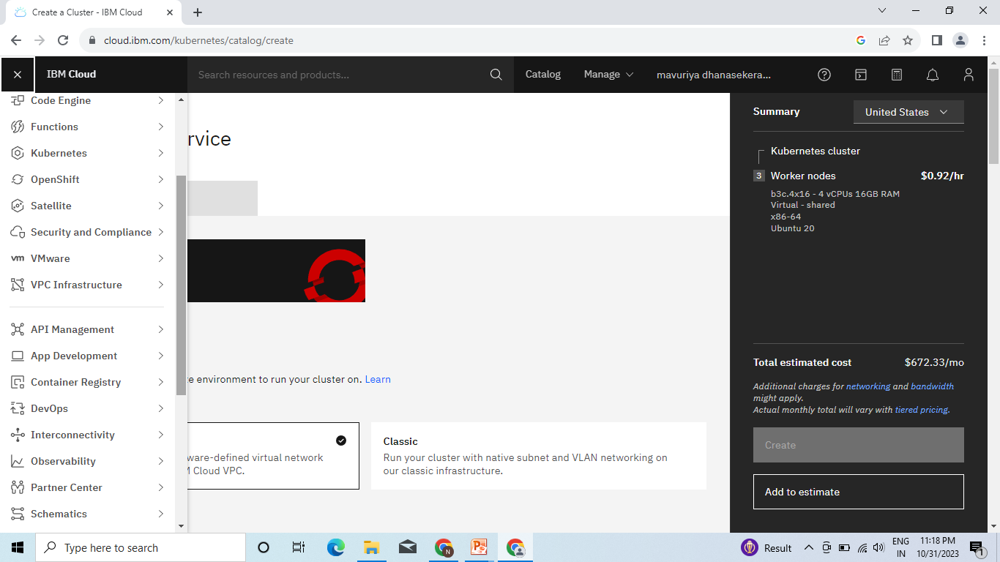 Create a Cluster - IBM Cloud
cloud.ibm.com/kubernetes/catalog/create
IBM Cloud
Search resources and products...
Catalog
Manage
mavuriya dhanasekera...
Code Engine
Functions
Kubernetes
OpenShift
Satellite
Security and Compliance
vm VMware
VPC Infrastructure
API Management
App Development
Container Registry
DevOps
Interconnectivity
Observability
Partner Center
Schematics
rvice
te environment to run your cluster on. Learn
ware-defined virtual network
M Cloud VPC.
Classic
Run your cluster with native subnet and VLAN networking on
our classic infrastructure.
Summary
United States
Kubernetes cluster
3 Worker nodes $0.92/hr
b3c.4x16 - 4 vCPUs 16GB RAM
Virtual - shared
x86-64
Ubuntu 20
Total estimated cost $672.33/mo
Additional charges for networking and bandwidth
might apply.
Actual monthly total will vary with tiered pricing.
Create
Add to estimate
Type here to search
N
Result
ENG
IN
11:18 PM
10/31/2023
1